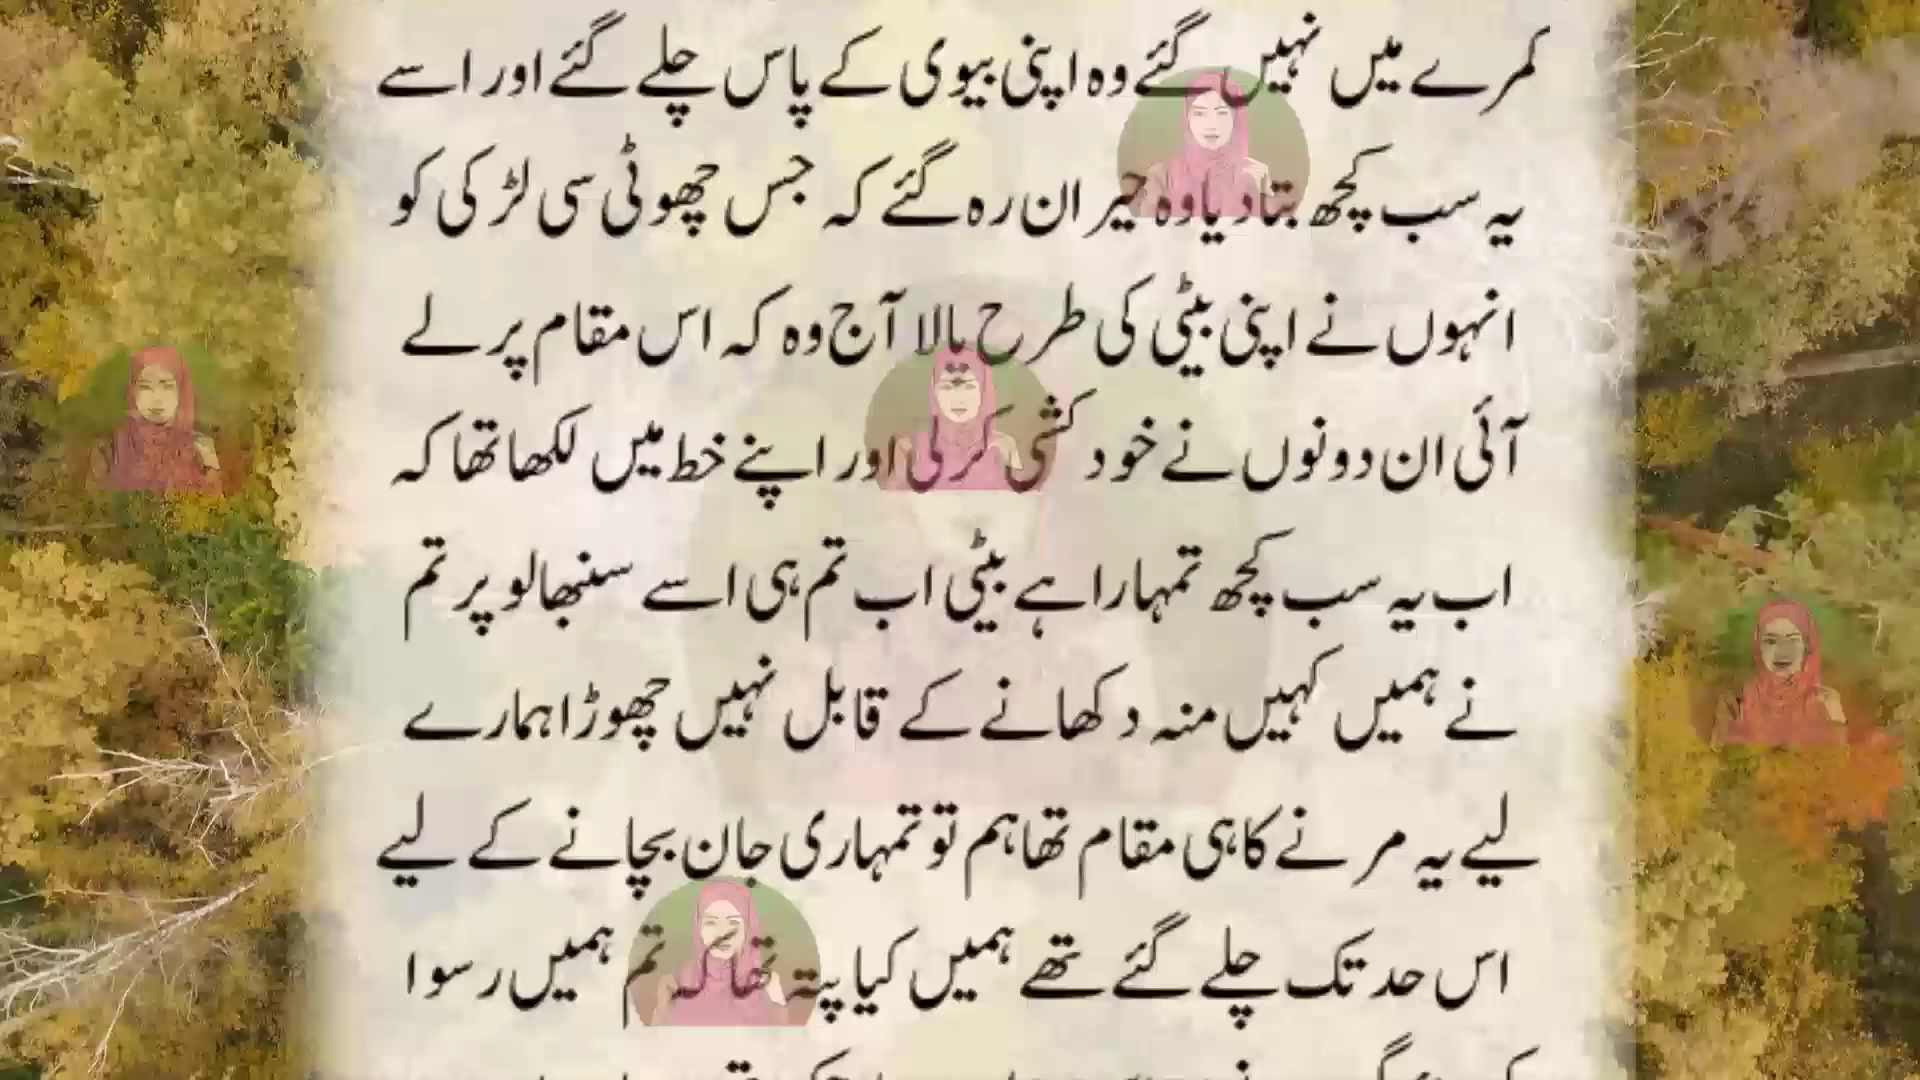 کمرے میں نہیں گئے وہ اپنی بیوی کے پاس چلے گئے اور اسے
یہ سب کچھ بتا دیا وہ حیران رہ گئے کہ جس چھوٹی سی لڑکی کو
انہوں نے اپنی بیٹی کی طرح پالا آج وہ کہ اس مقام پر لے
آئی ان دونوں نے خود کشی کرلی اور اپنے خط میں لکھا تھا کہ
اب یہ سب کچھ تمہارا ہے بیٹی اب تم ہی اسے سنبھالو پر تم
نے ہمیں کہیں منہ دکھانے کے قابل نہیں چھوڑا ہمارے
لیے یہ مرنے کا ہی مقام تھا ہم تو تمہاری جان بچانے کے لیے
اس حد تک چلے گئے تھے ہمیں کیا پتہ تھا کہ تم ہمیں رسوا